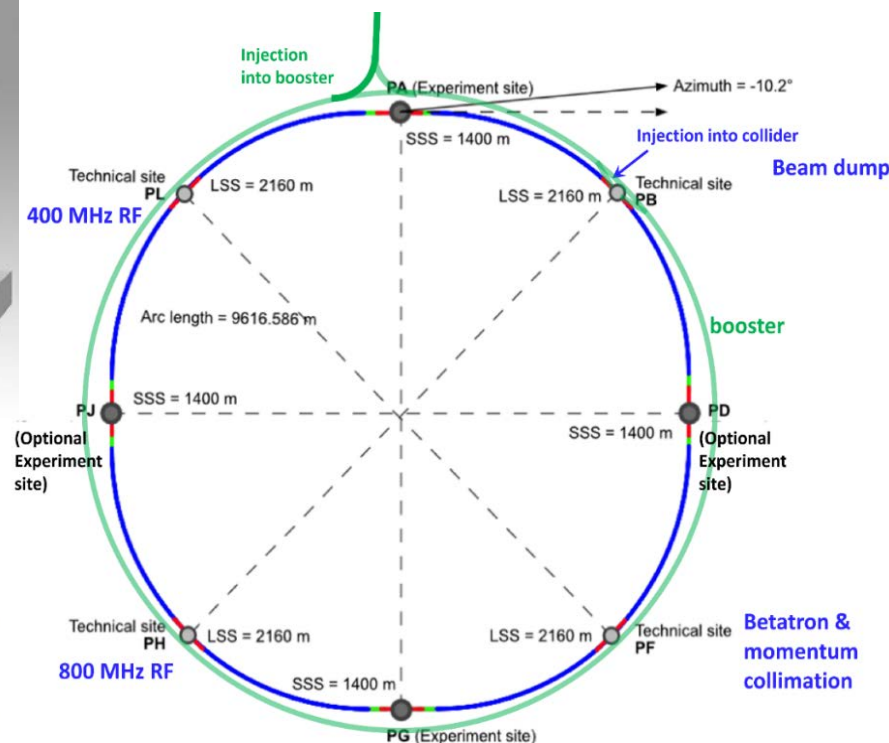 Injection
into booster
PA (Experiment site)
Azimuth = -10.2°
SSS = 1400 m
Injection into collider
Beam dump
Technical site
PL
LSS = 2160 m
400 MHz RF
LSS = 2160 m
Technical site
PB
Arc length = 9616.586 m
booster
PJ
SSS = 1400 m
(Optional
Experiment
site)
PD
SSS = 1400 m
(Optional
Experiment
site)
Technical site
PH
LSS = 2160 m
800 MHz RF
LSS = 2160 m
Technical site
PF
Betatron &
momentum
collimation
SSS = 1400 m
PG (Experiment site)